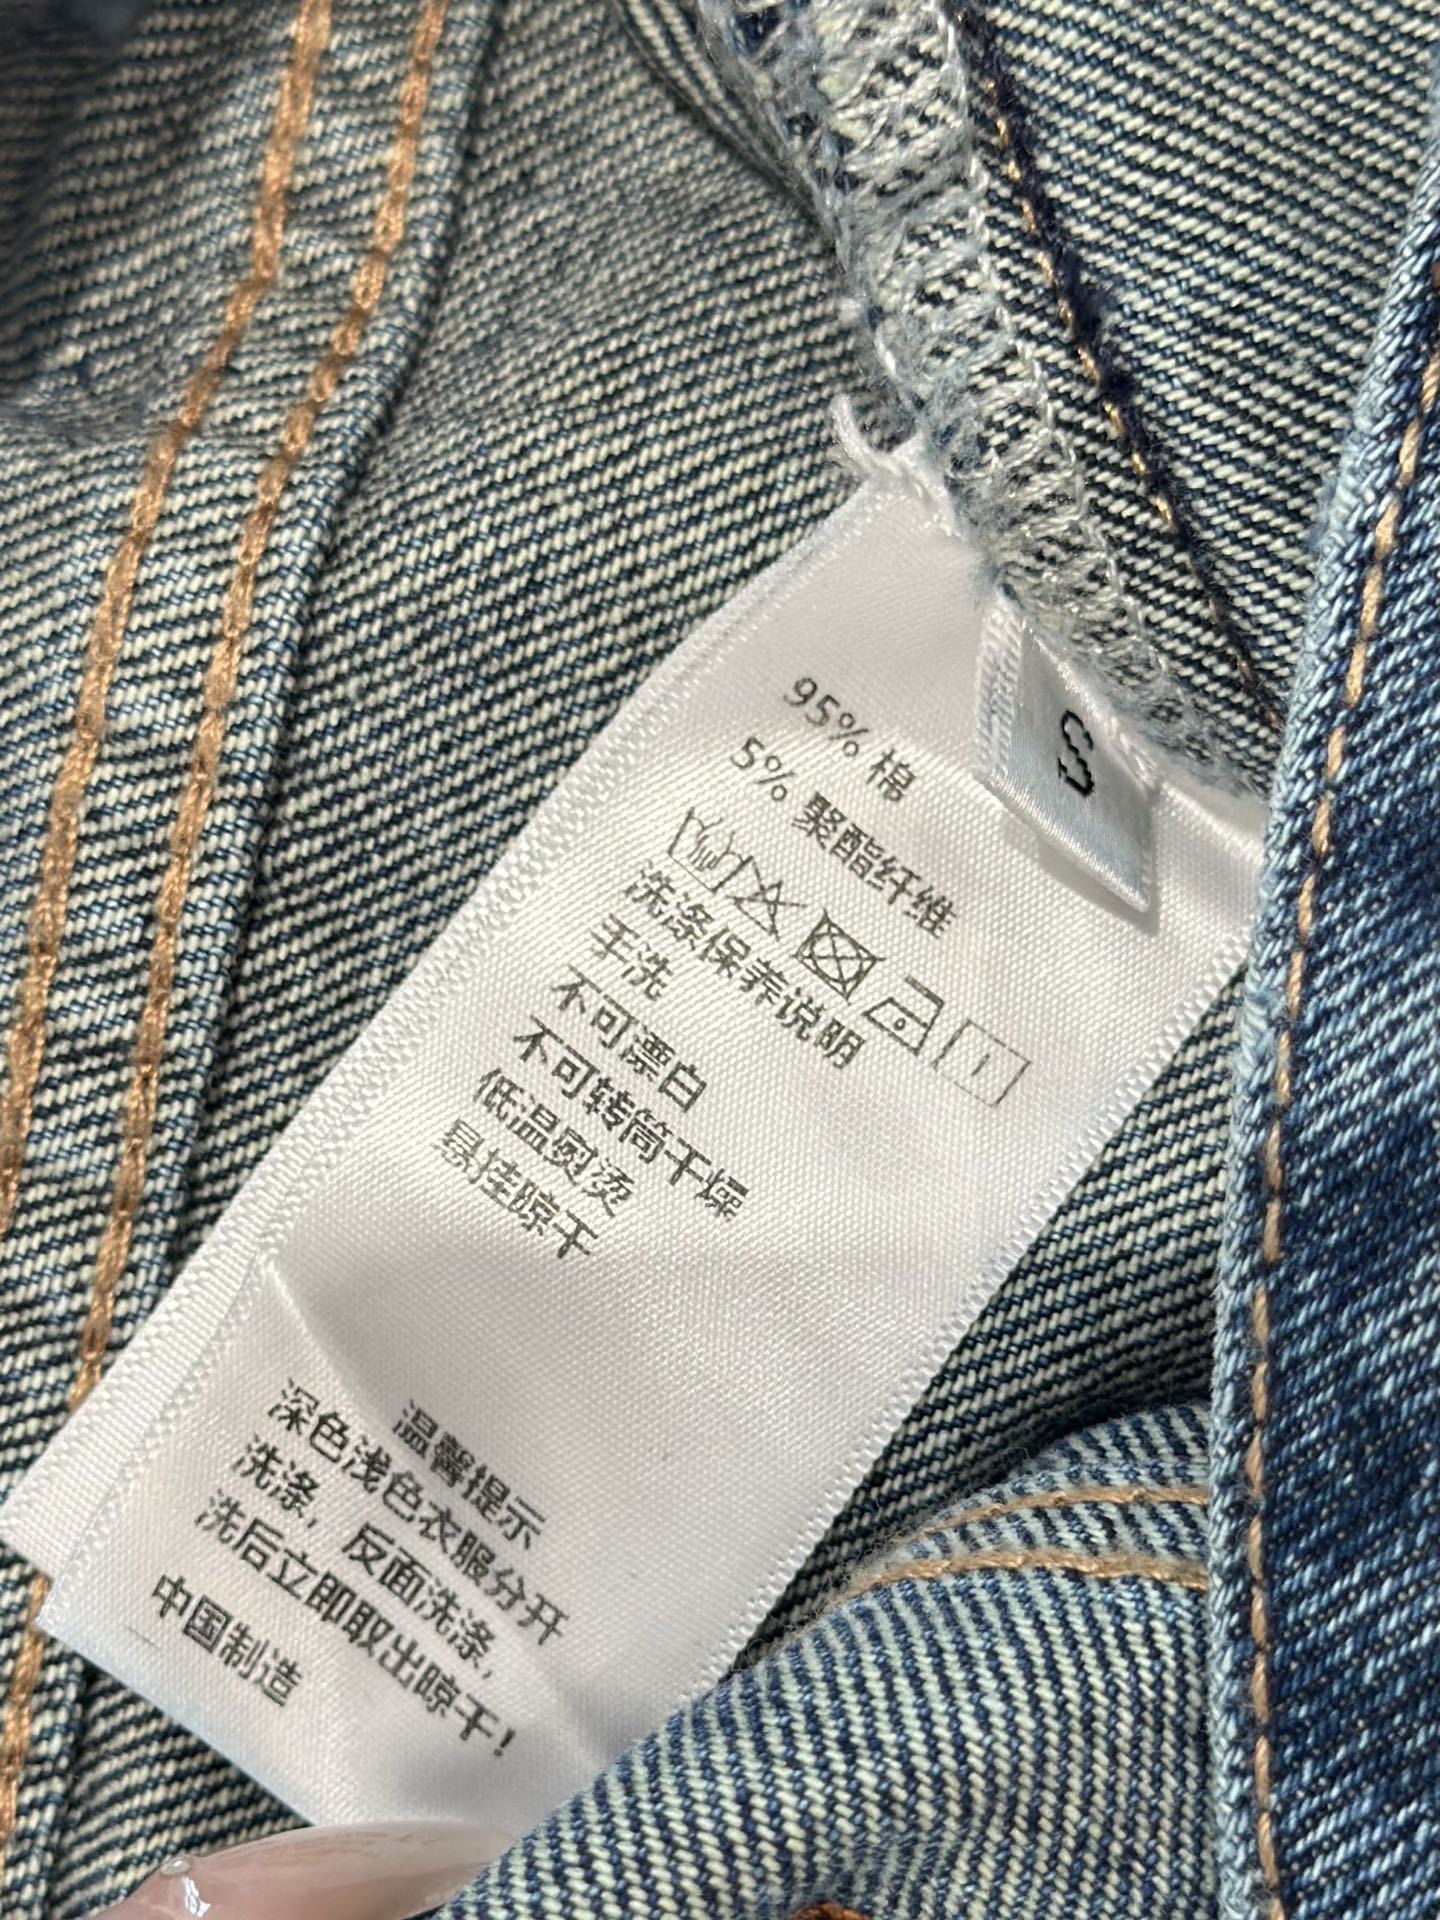 S
95% 棉
5% 聚酯纤维
洗涤保养说明
手洗
不可漂白
不可转筒干燥
低温熨烫
悬挂晾干
温馨提示
深色浅色衣服分开
洗涤，反面洗涤，
洗后立即取出晾干！
中国制造